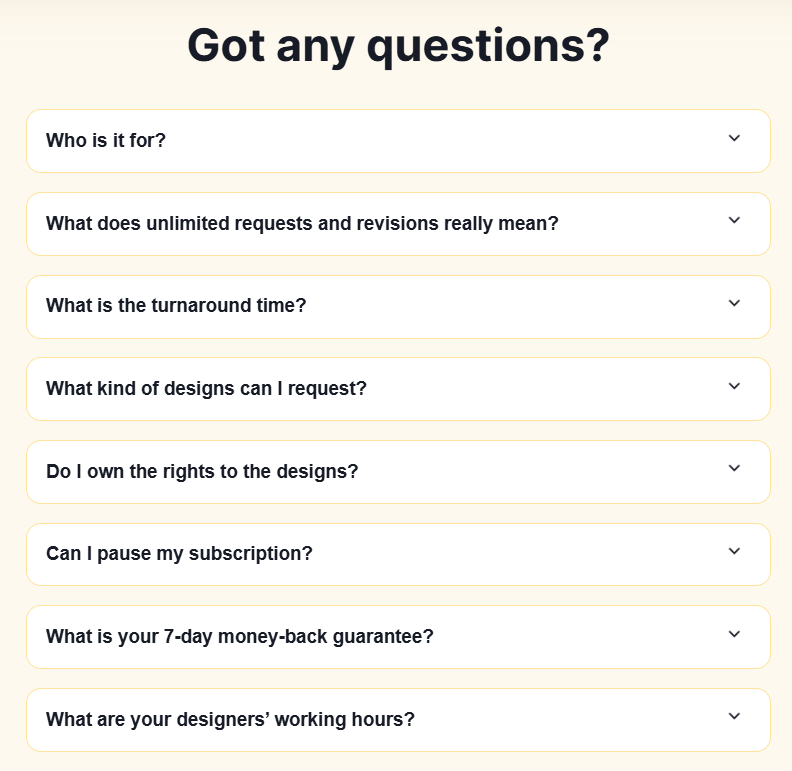 Got any questions?
Who is it for?
What does unlimited requests and revisions really mean?
What is the turnaround time?
What kind of designs can I request?
Do I own the rights to the designs?
Can I pause my subscription?
What is your 7-day money-back guarantee?
What are your designers’ working hours?